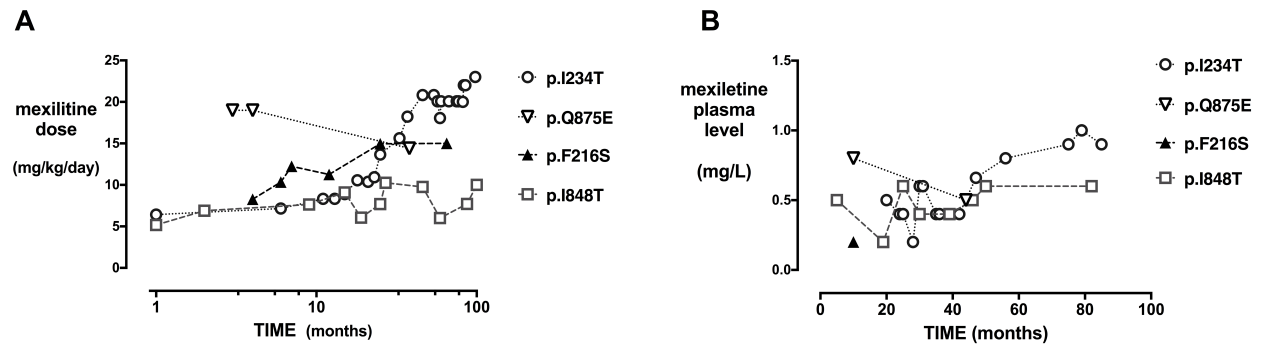 A
B
mexilitine
dose
(mg/kg/day)
25
20
15
10
5
0
1
10
100
TIME (months)
p.I234T
p.Q875E
p.F216S
p.I848T
mexiletine
plasma
level
(mg/L)
1.5
1.0
0.5
0.0
0
20
40
60
80
100
TIME (months)
p.I234T
p.Q875E
p.F216S
p.I848T